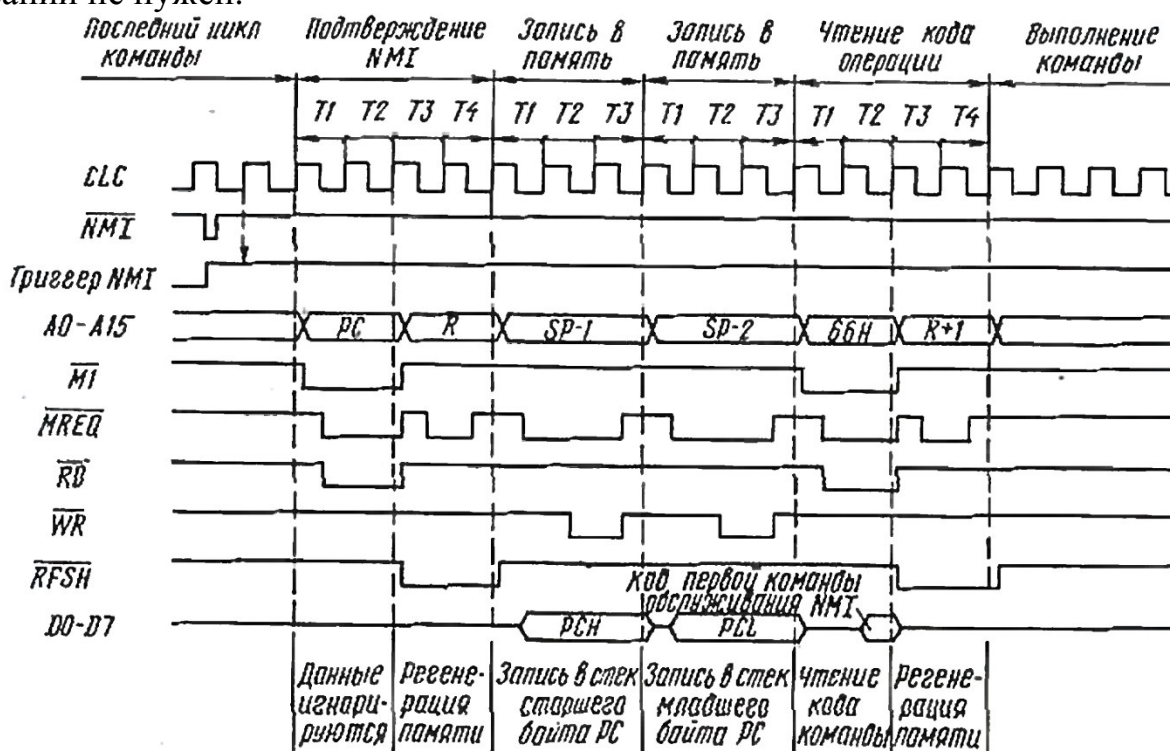 не нужен.
Последний цикл команды
Подтверждение NMI
Запись в память
Запись в память
Чтение кода операции
Выполнение команды
T1 T2 T3 T4 T1 T2 T3 T1 T2 T3 T1 T2 T3 T4
CLC
NMI
Триггер NMI
A0-A15 PC R SP-1 SP-2 66H R+1
M1
MREQ
RD
WR
RFSH
код первой команды
обслуживания NMI
D0-D7 PCH PCL
Данные игнорируются
Регенерация памяти
Запись в стек старшего байта PC
Запись в стек младшего байта PC
Чтение кода команды
Регенерация памяти